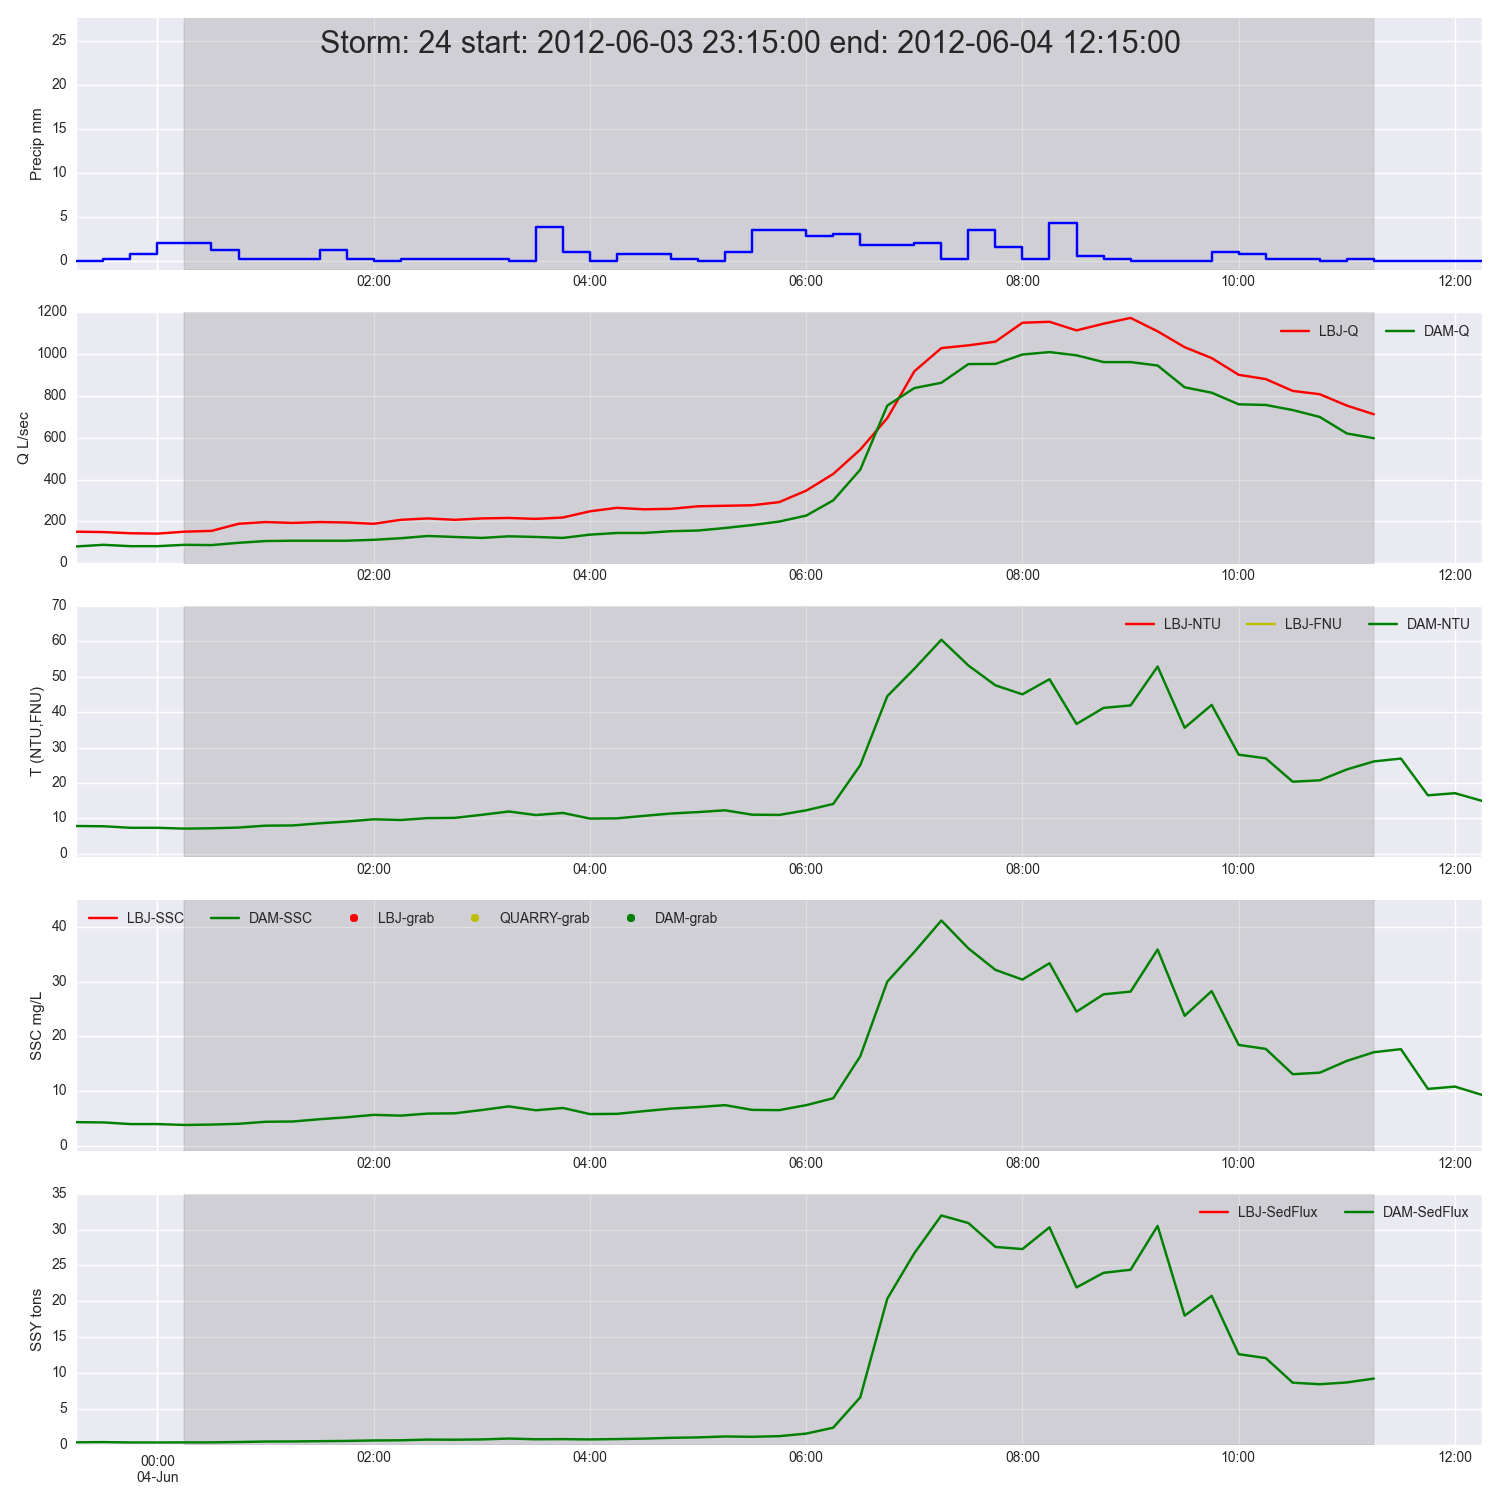 Storm: 24 start: 2012-06-03 23:15:00 end: 2012-06-04 12:15:00
Precip mm
25
20
15
10
5
0
02:00 04:00 06:00 08:00 10:00 12:00
Q L/sec
1200
1000
800
600
400
200
0
LBJ-Q DAM-Q
02:00 04:00 06:00 08:00 10:00 12:00
T (NTU,FNU)
70
60
50
40
30
20
10
0
LBJ-NTU LBJ-FNU DAM-NTU
02:00 04:00 06:00 08:00 10:00 12:00
SSC mg/L
40
30
20
10
0
LBJ-SSC DAM-SSC LBJ-grab QUARRY-grab DAM-grab
02:00 04:00 06:00 08:00 10:00 12:00
SSY tons
35
30
25
20
15
10
5
0
LBJ-SedFlux DAM-SedFlux
00:00 02:00 04:00 06:00 08:00 10:00 12:00
04-Jun